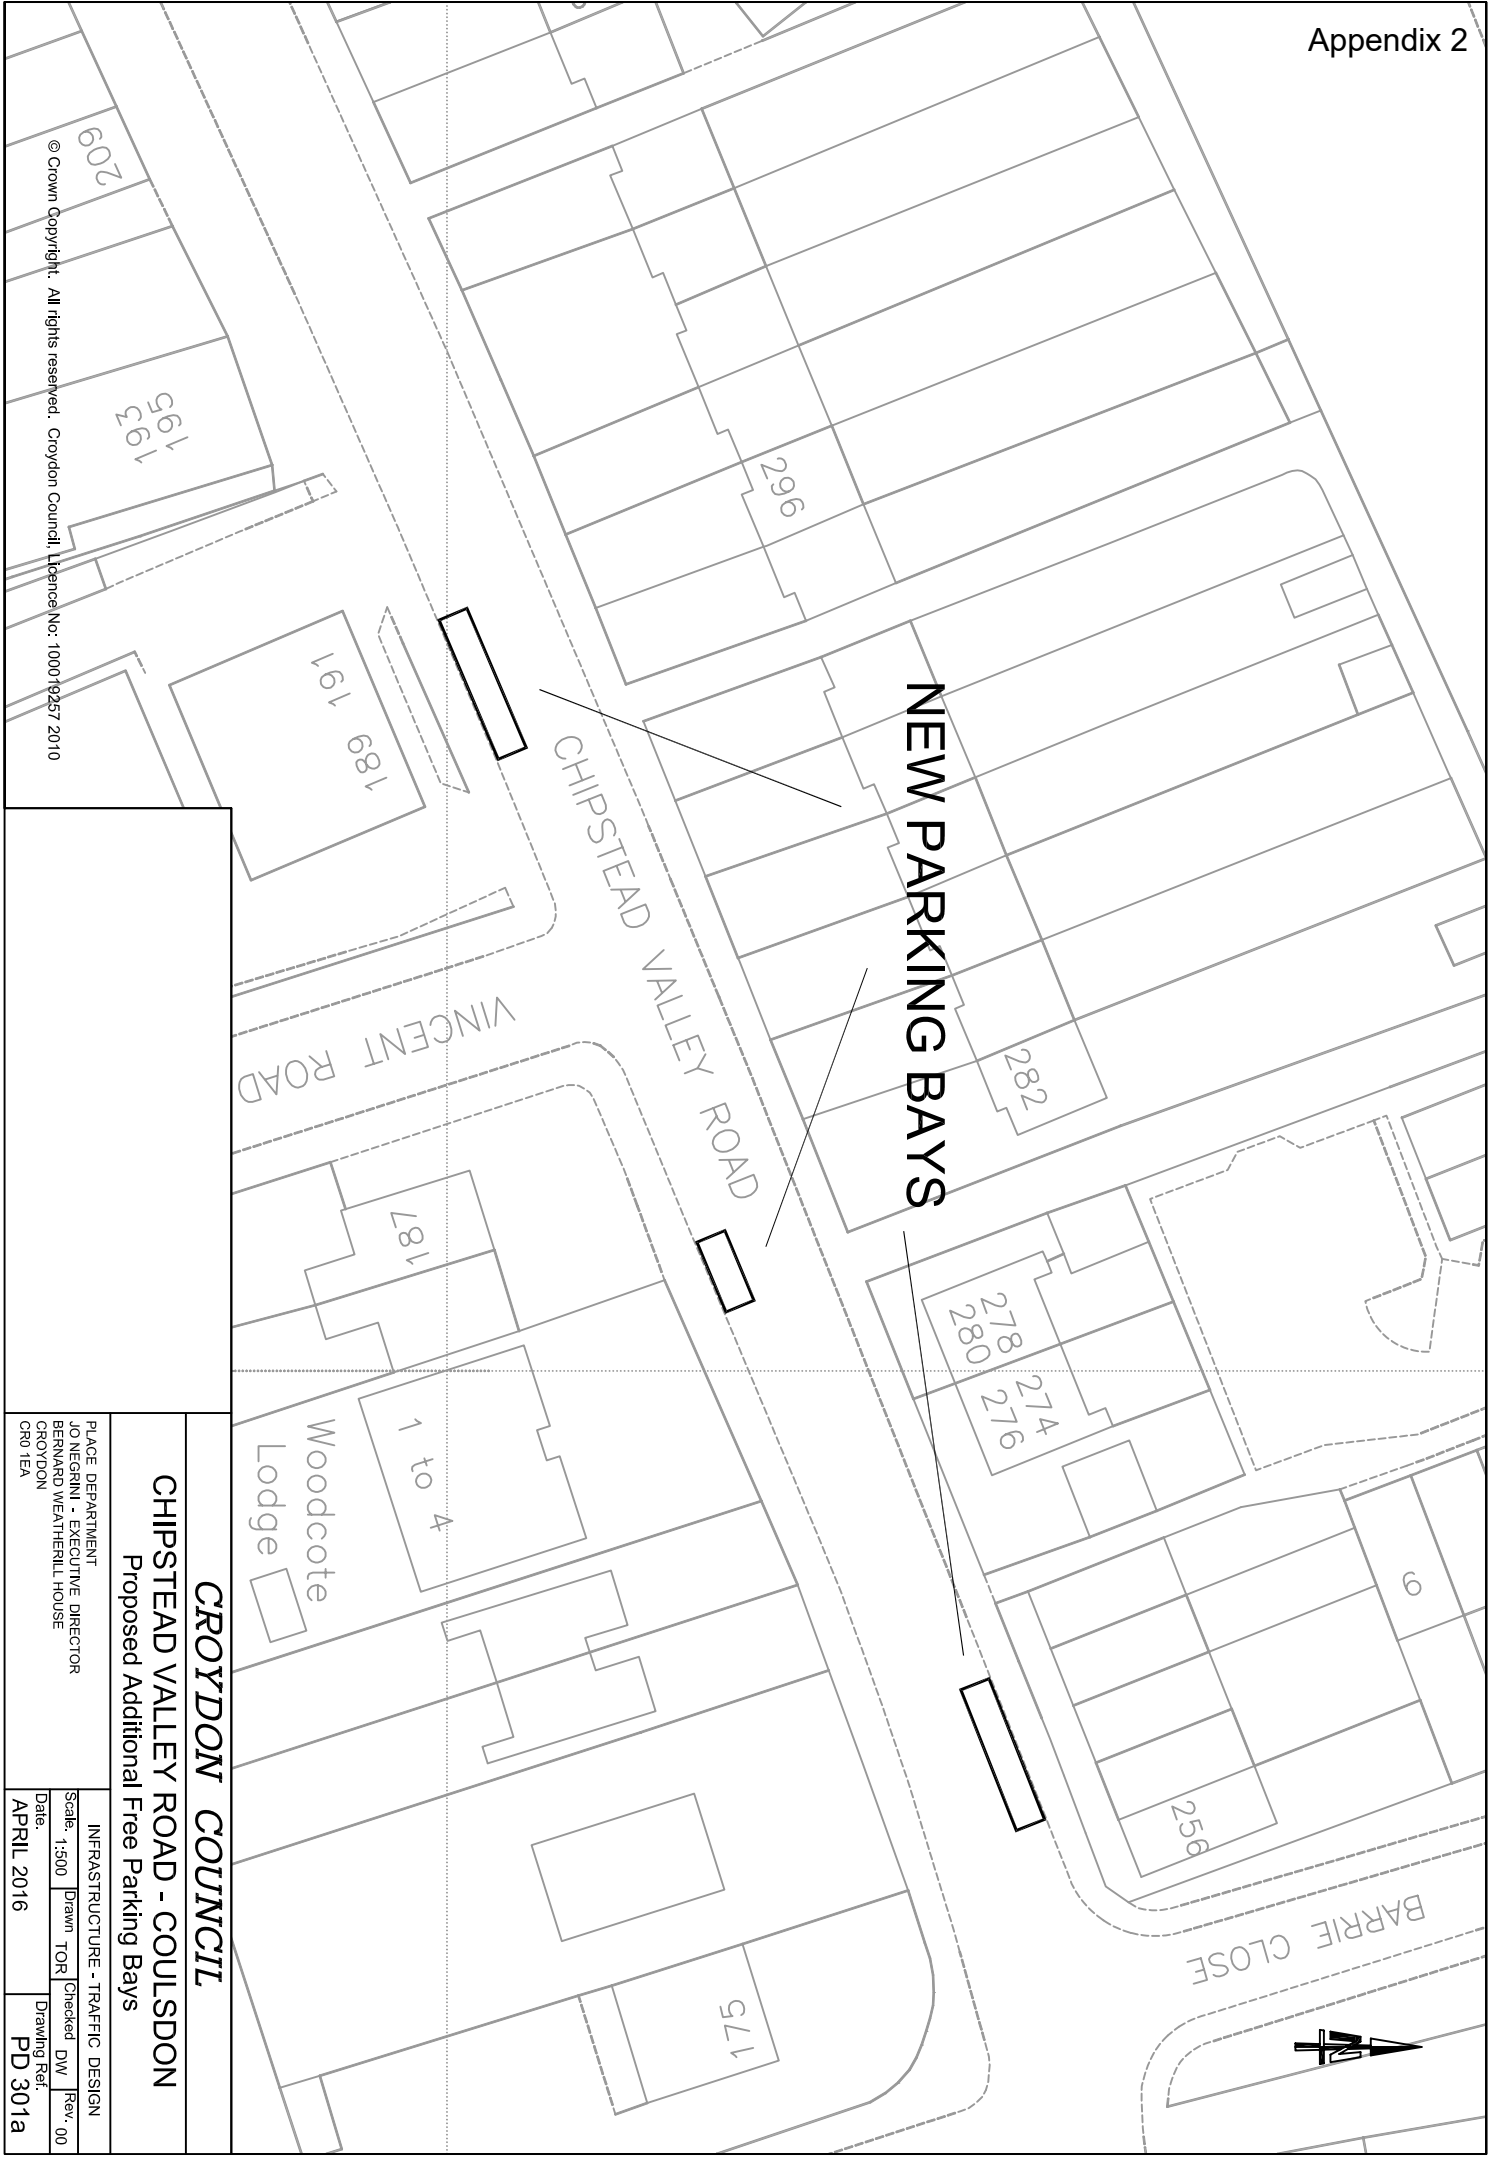 Appendix 2
209
195
193
191
189
296
NEW PARKING BAYS
CHIPSTEAD VALLEY ROAD
VINCENT ROAD
282
187
278
280
274
276
1 to 4
Woodcote
Lodge
9
256
BARRIE CLOSE
175
N
© Crown Copyright. All rights reserved. Croydon Council, Licence No: 100019257 2010
CROYDON COUNCIL
CHIPSTEAD VALLEY ROAD - COULSDON
Proposed Additional Free Parking Bays
PLACE DEPARTMENT
JO NEGRINI - EXECUTIVE DIRECTOR
BERNARD WEATHERILL HOUSE
CROYDON
CR0 1EA
INFRASTRUCTURE - TRAFFIC DESIGN
Scale. 1:500 Drawn TOR Checked DW Rev. 00
Date. APRIL 2016
Drawing Ref. PD 301a